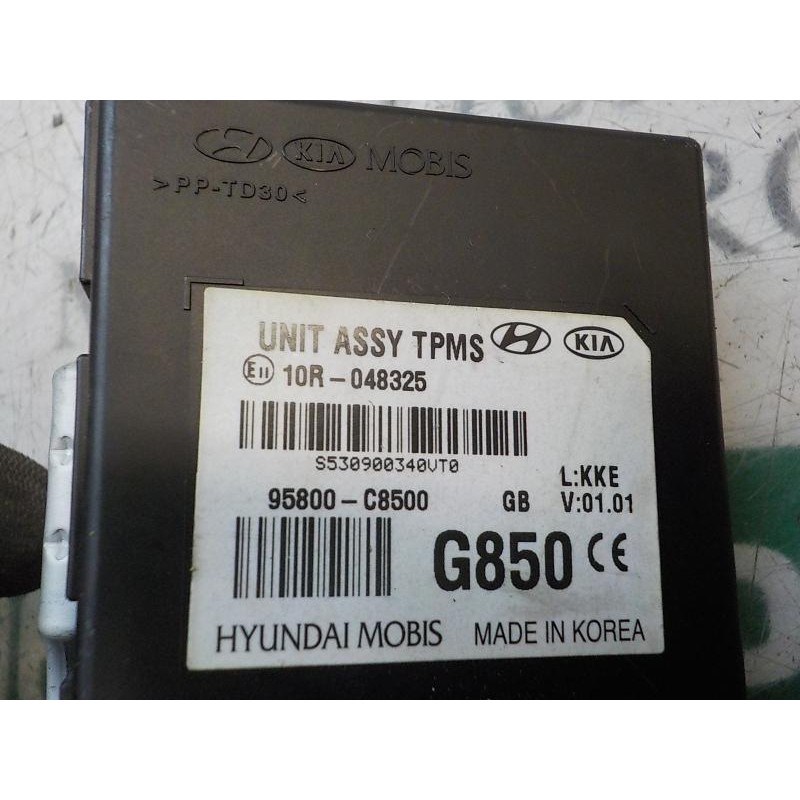 KIA MOBIS
>PP-TD30<
UNIT ASSY TPMS KIA
E11 10R-048325
S530900340VT0
L:KKE
95800-C8500 GB V:01.01
G850 CE
HYUNDAI MOBIS MADE IN KOREA